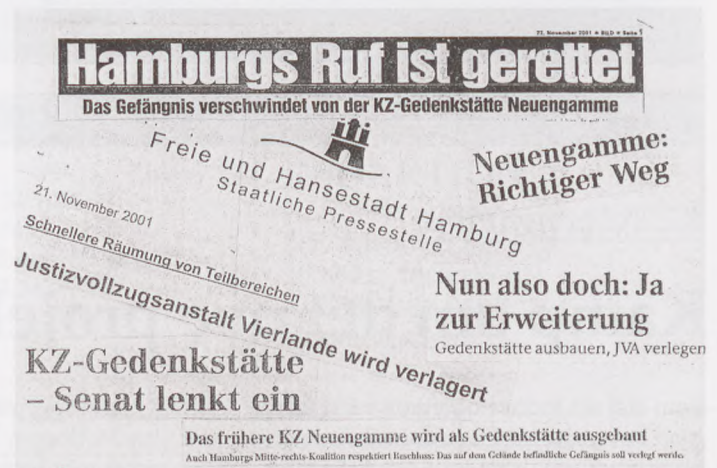 21. November 2001 ● BILD ● Seite 5
Hamburgs Ruf ist gerettet
Das Gefängnis verschwindet von der KZ-Gedenkstätte Neuengamme
Freie und Hansestadt Hamburg
Staatliche Pressestelle
Neuengamme:
Richtiger Weg
21. November 2001
Schnellere Räumung von Teilbereichen
Justizvollzugsanstalt Vierlande wird verlagert
Nun also doch: Ja
zur Erweiterung
Gedenkstätte ausbauen, JVA verlegen
KZ-Gedenkstätte
– Senat lenkt ein
Das frühere KZ Neuengamme wird als Gedenkstätte ausgebaut
Auch Hamburgs Mitte-rechts-Koalition respektiert Beschluss: Das auf dem Gelände befindliche Gefängnis soll verlegt werden